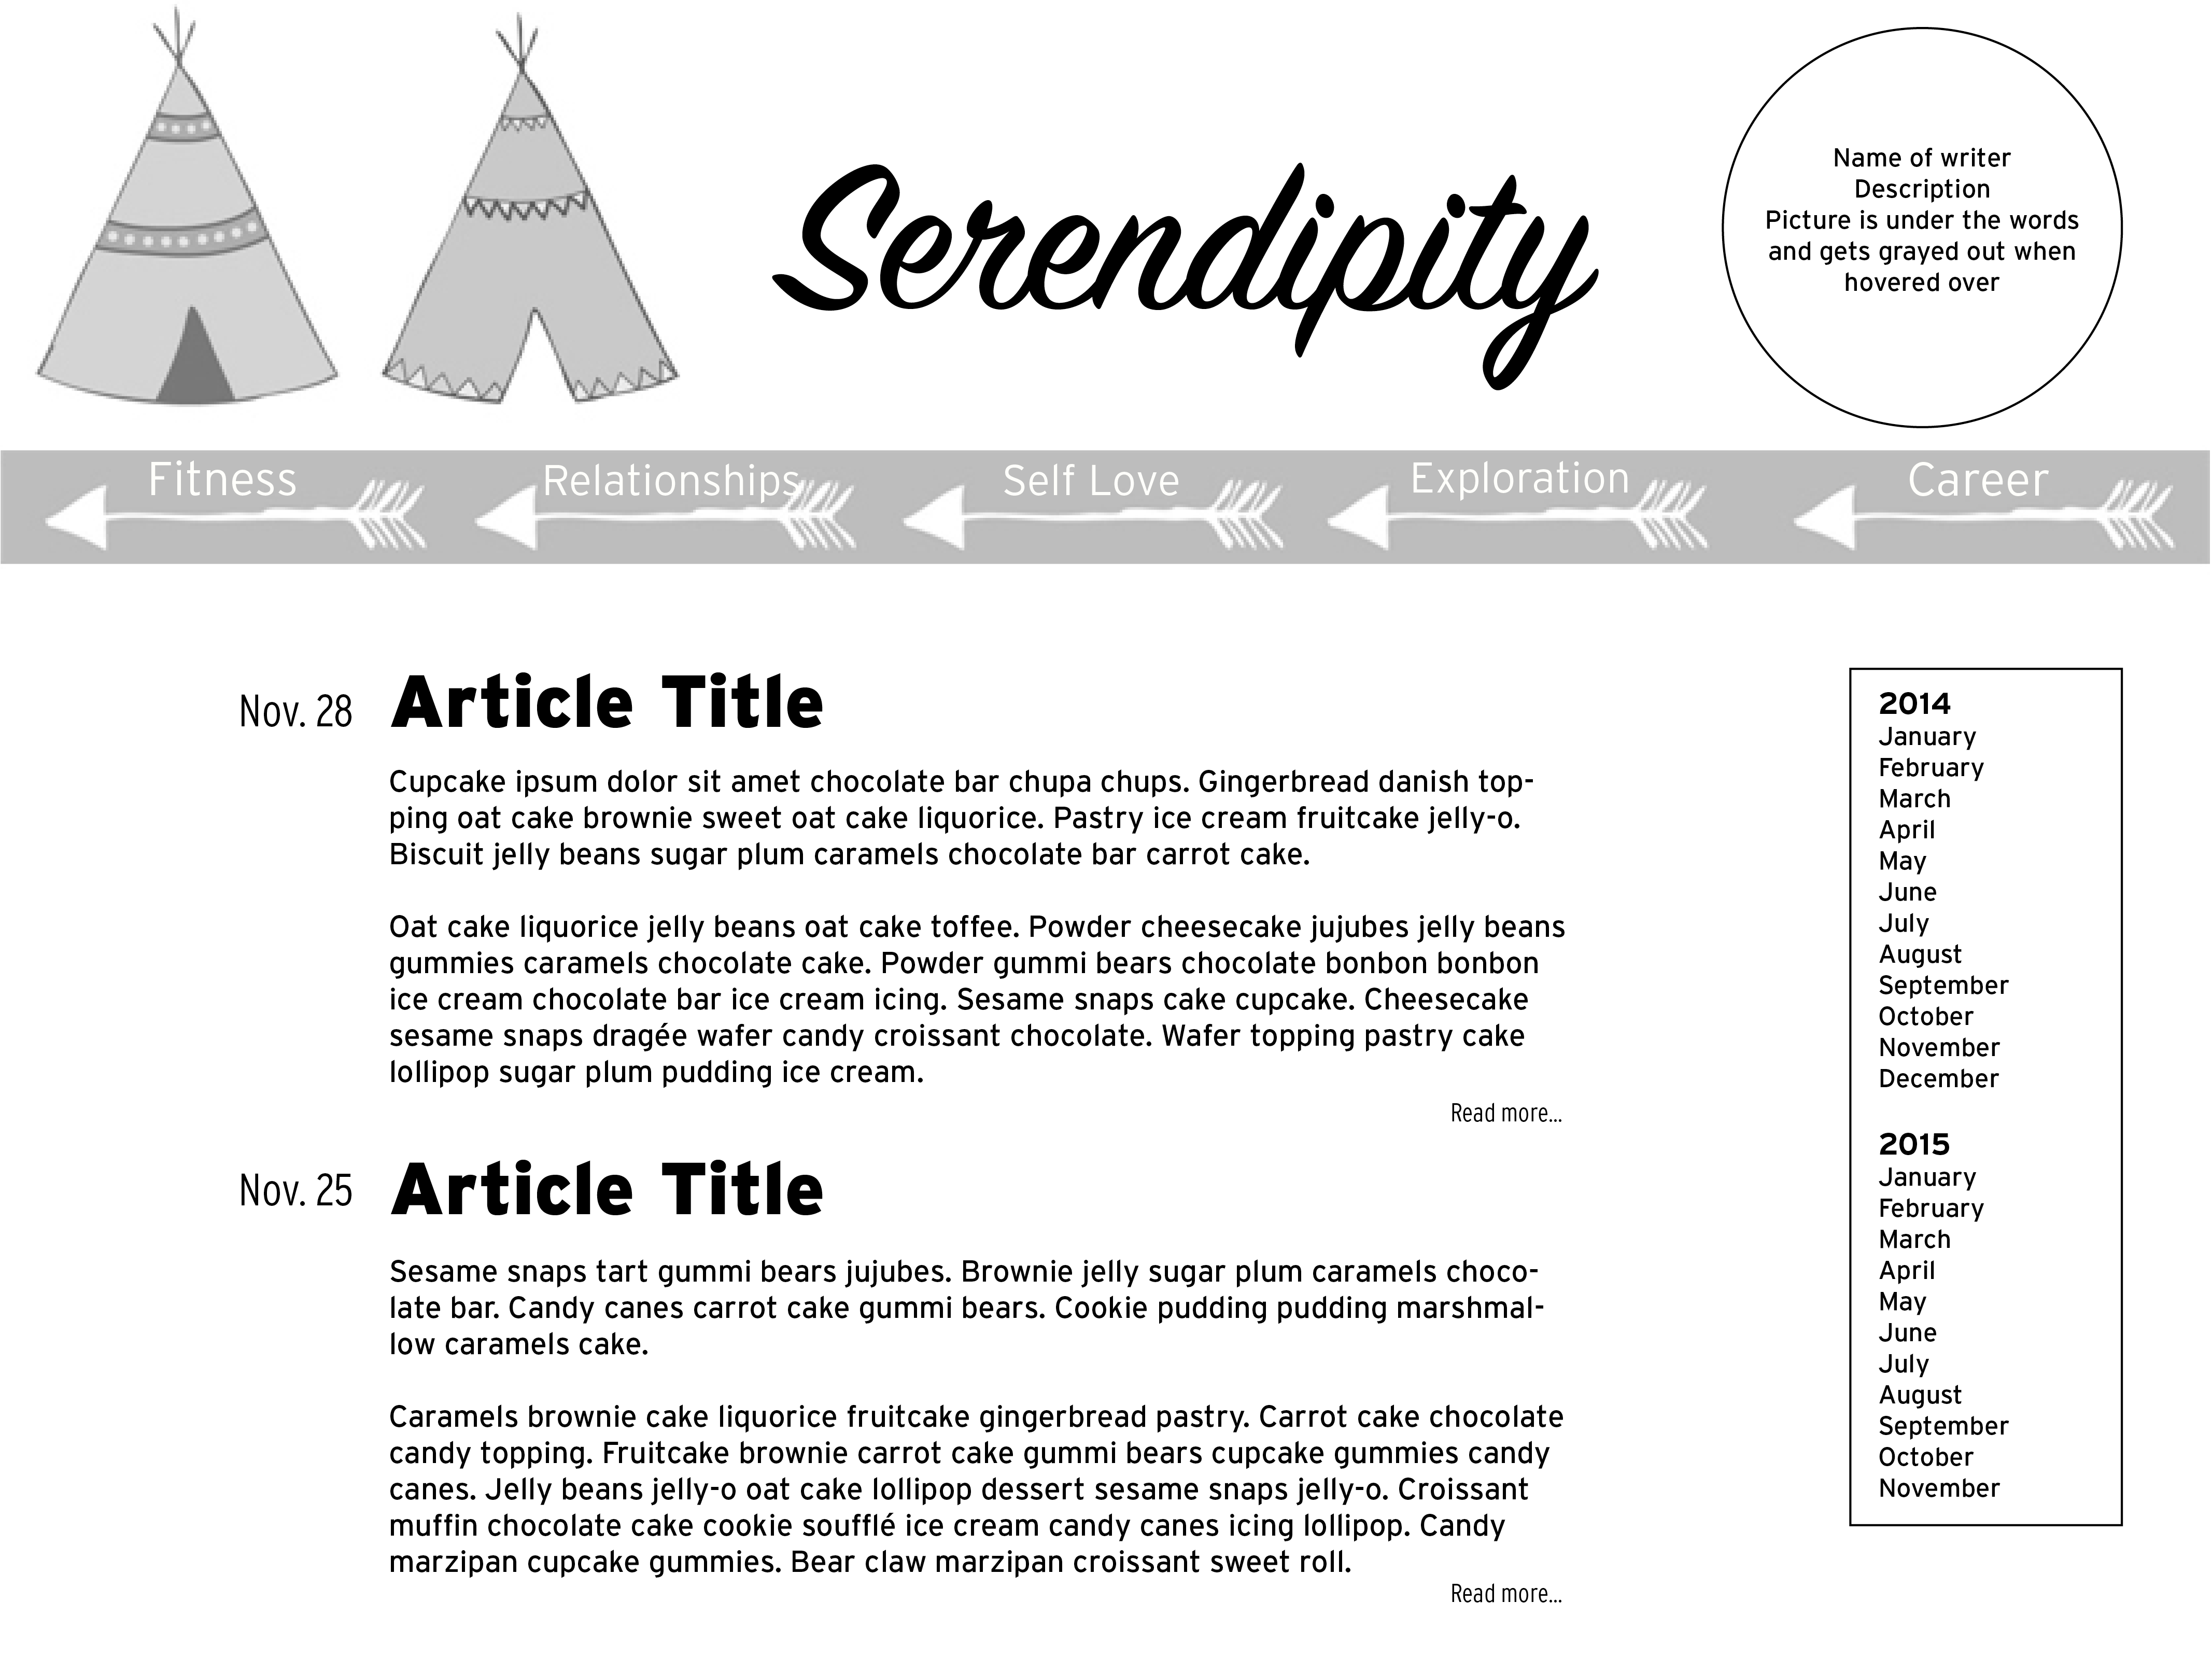 Serendipity
Name of writer
Description
Picture is under the words
and gets grayed out when
hovered over
Fitness
Relationships
Self Love
Exploration
Career
Nov. 28
Article Title
Cupcake ipsum dolor sit amet chocolate bar chupa chups. Gingerbread danish top-
ping oat cake brownie sweet oat cake liquorice. Pastry ice cream fruitcake jelly-o.
Biscuit jelly beans sugar plum caramels chocolate bar carrot cake.
Oat cake liquorice jelly beans oat cake toffee. Powder cheesecake jujubes jelly beans
gummies caramels chocolate cake. Powder gummi bears chocolate bonbon bonbon
ice cream chocolate bar ice cream icing. Sesame snaps cake cupcake. Cheesecake
sesame snaps dragée wafer candy croissant chocolate. Wafer topping pastry cake
lollipop sugar plum pudding ice cream.
Read more...
Nov. 25
Article Title
Sesame snaps tart gummi bears jujubes. Brownie jelly sugar plum caramels choco-
late bar. Candy canes carrot cake gummi bears. Cookie pudding pudding marshmal-
low caramels cake.
Caramels brownie cake liquorice fruitcake gingerbread pastry. Carrot cake chocolate
candy topping. Fruitcake brownie carrot cake gummi bears cupcake gummies candy
canes. Jelly beans jelly-o oat cake lollipop dessert sesame snaps jelly-o. Croissant
muffin chocolate cake cookie soufflé ice cream candy canes icing lollipop. Candy
marzipan cupcake gummies. Bear claw marzipan croissant sweet roll.
Read more...
2014
January
February
March
April
May
June
July
August
September
October
November
December
2015
January
February
March
April
May
June
July
August
September
October
November